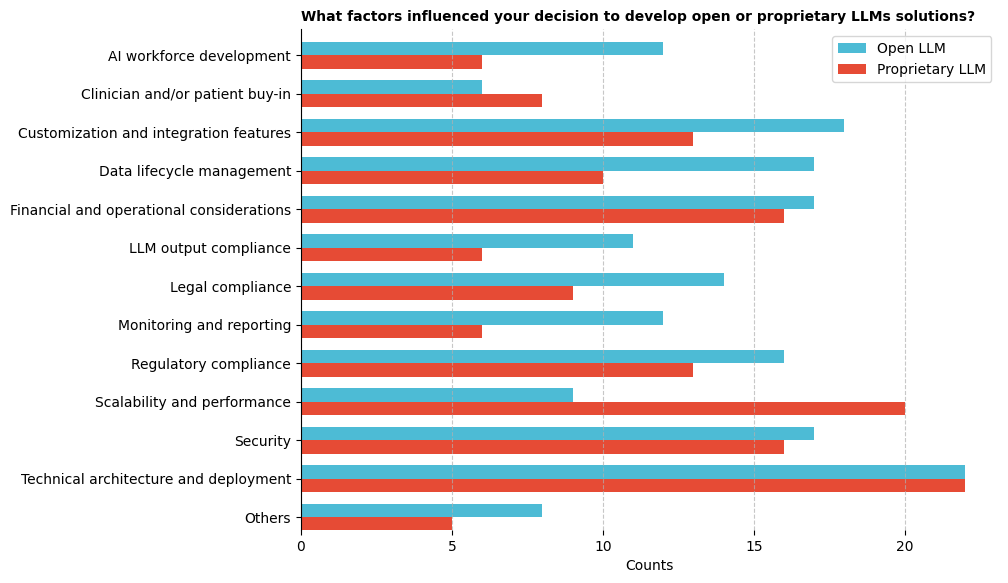 What factors influenced your decision to develop open or proprietary LLMs solutions?
Open LLM
Proprietary LLM
AI workforce development
Clinician and/or patient buy-in
Customization and integration features
Data lifecycle management
Financial and operational considerations
LLM output compliance
Legal compliance
Monitoring and reporting
Regulatory compliance
Scalability and performance
Security
Technical architecture and deployment
Others
0 5 10 15 20
Counts